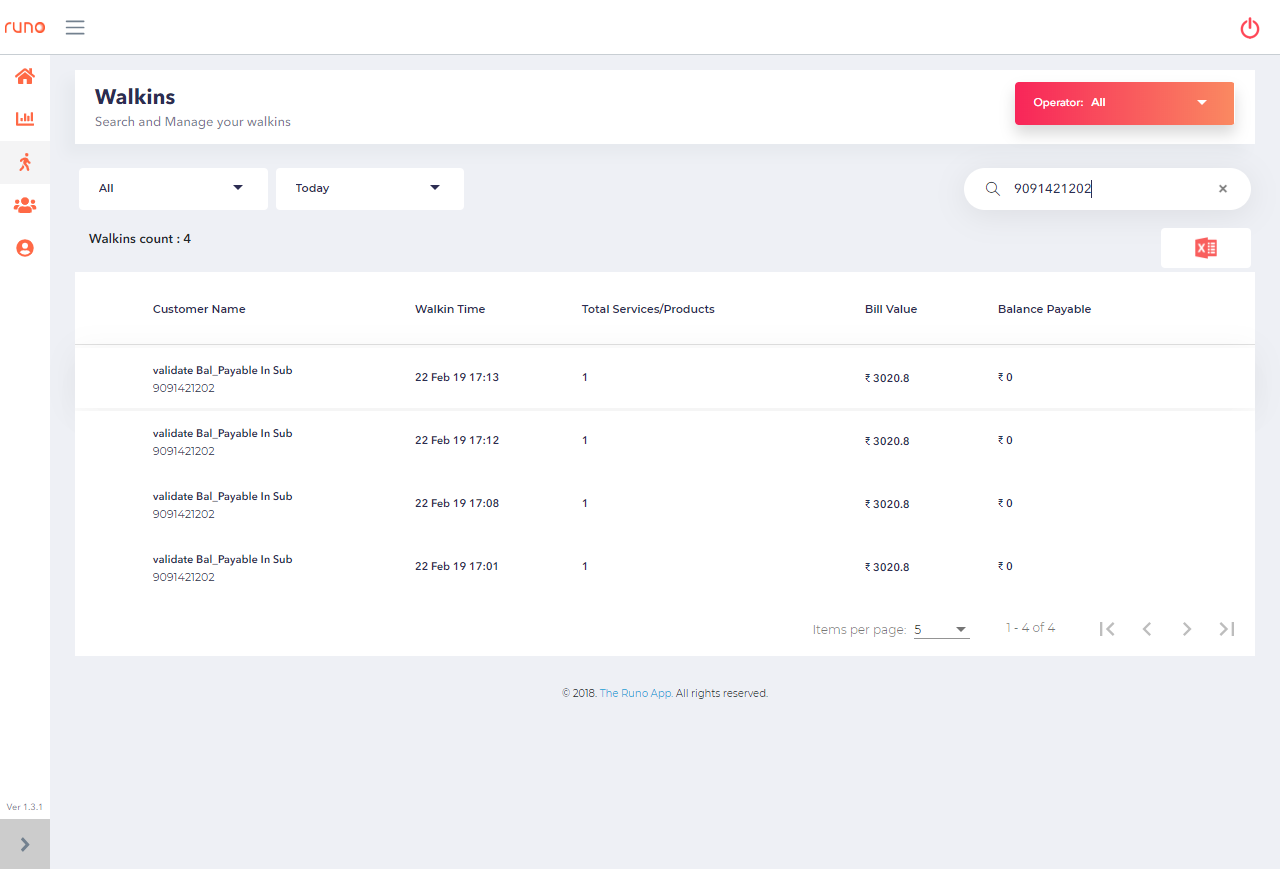 runo
Walkins
Search and Manage your walkins
Operator: All
All
Today
9091421202
Walkins count : 4
Customer Name Walkin Time Total Services/Products Bill Value Balance Payable
validate Bal_Payable In Sub
9091421202
22 Feb 19 17:13 1 ₹ 3020.8 ₹ 0
validate Bal_Payable In Sub
9091421202
22 Feb 19 17:12 1 ₹ 3020.8 ₹ 0
validate Bal_Payable In Sub
9091421202
22 Feb 19 17:08 1 ₹ 3020.8 ₹ 0
validate Bal_Payable In Sub
9091421202
22 Feb 19 17:01 1 ₹ 3020.8 ₹ 0
Items per page: 5 1 - 4 of 4
© 2018. The Runo App. All rights reserved.
Ver 1.3.1